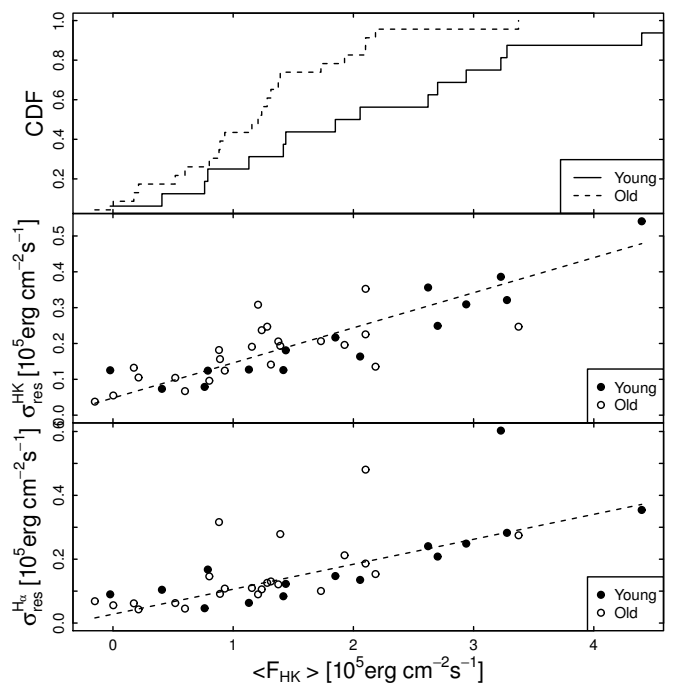 CDF
0.2 0.4 0.6 0.8 1.0
Young
Old
σ_res^HK [10^5 erg cm^−2 s^−1]
0.0 0.1 0.2 0.3 0.4 0.5
Young
Old
σ_res^Hα [10^5 erg cm^−2 s^−1]
0.0 0.2 0.4 0.6
Young
Old
0 1 2 3 4
<F_HK > [10^5 erg cm^−2 s^−1]